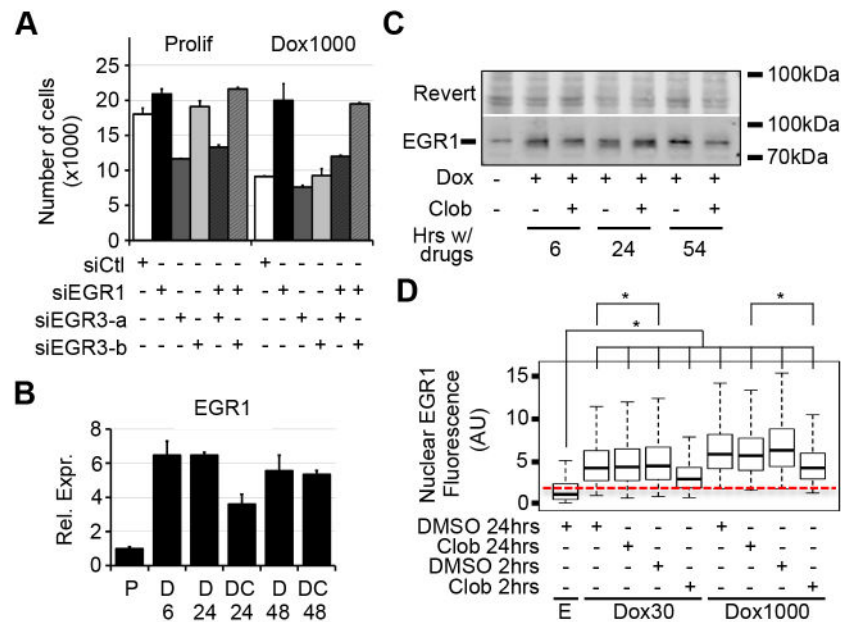 A
Prolif Dox1000
Number of cells
(x1000)
25
20
15
10
5
0
siCtl + - - - - - + - - - - -
siEGR1 - + - - + + - + - - + +
siEGR3-a - - + - + - - - + - + -
siEGR3-b - - - + - + - - - + - +
B
EGR1
Rel. Expr.
8
6
4
2
0
P D D DC D DC
6 24 24 48 48
C
Revert
100kDa
100kDa
EGR1
70kDa
Dox - + + + + + +
Clob - - + - + - +
Hrs w/
drugs 6 24 54
D
* * *
Nuclear EGR1
Fluorescence
(AU)
15
10
5
0
DMSO 24hrs + + - - - + - - -
Clob 24hrs - - + - - - + - -
DMSO 2hrs - - - + - - - + -
Clob 2hrs - - - - + - - - +
E Dox30 Dox1000